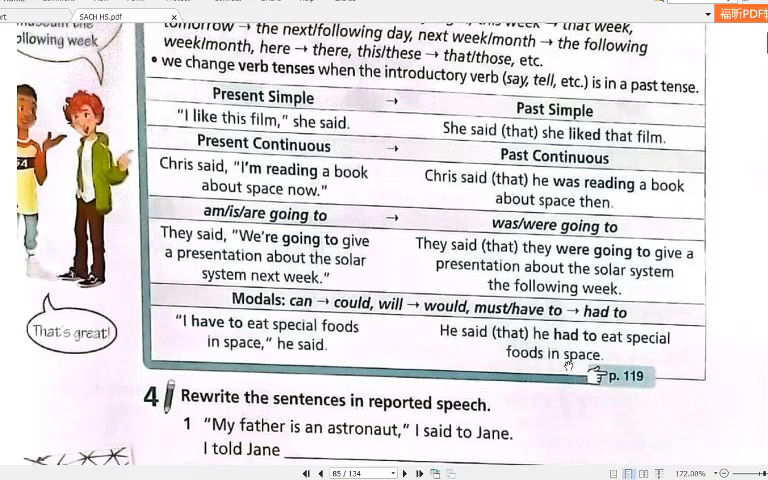 SACH HS.pdf
museum the
ollowing week
tomorrow → the next/following day, next week/month → the following
week/month, here → there, this/these → that/those, etc.
• we change verb tenses when the introductory verb (say, tell, etc.) is in a past tense.
Present Simple → Past Simple
"I like this film," she said. She said (that) she liked that film.
Present Continuous → Past Continuous
Chris said, "I'm reading a book Chris said (that) he was reading a book
about space now." about space then.
am/is/are going to → was/were going to
They said, "We're going to give They said (that) they were going to give a
a presentation about the solar presentation about the solar system
system next week." the following week.
Modals: can → could, will → would, must/have to → had to
"I have to eat special foods He said (that) he had to eat special
in space," he said. foods in space.
That's great!
p. 119
4 Rewrite the sentences in reported speech.
1 "My father is an astronaut," I said to Jane.
I told Jane
85 / 134
172.00%